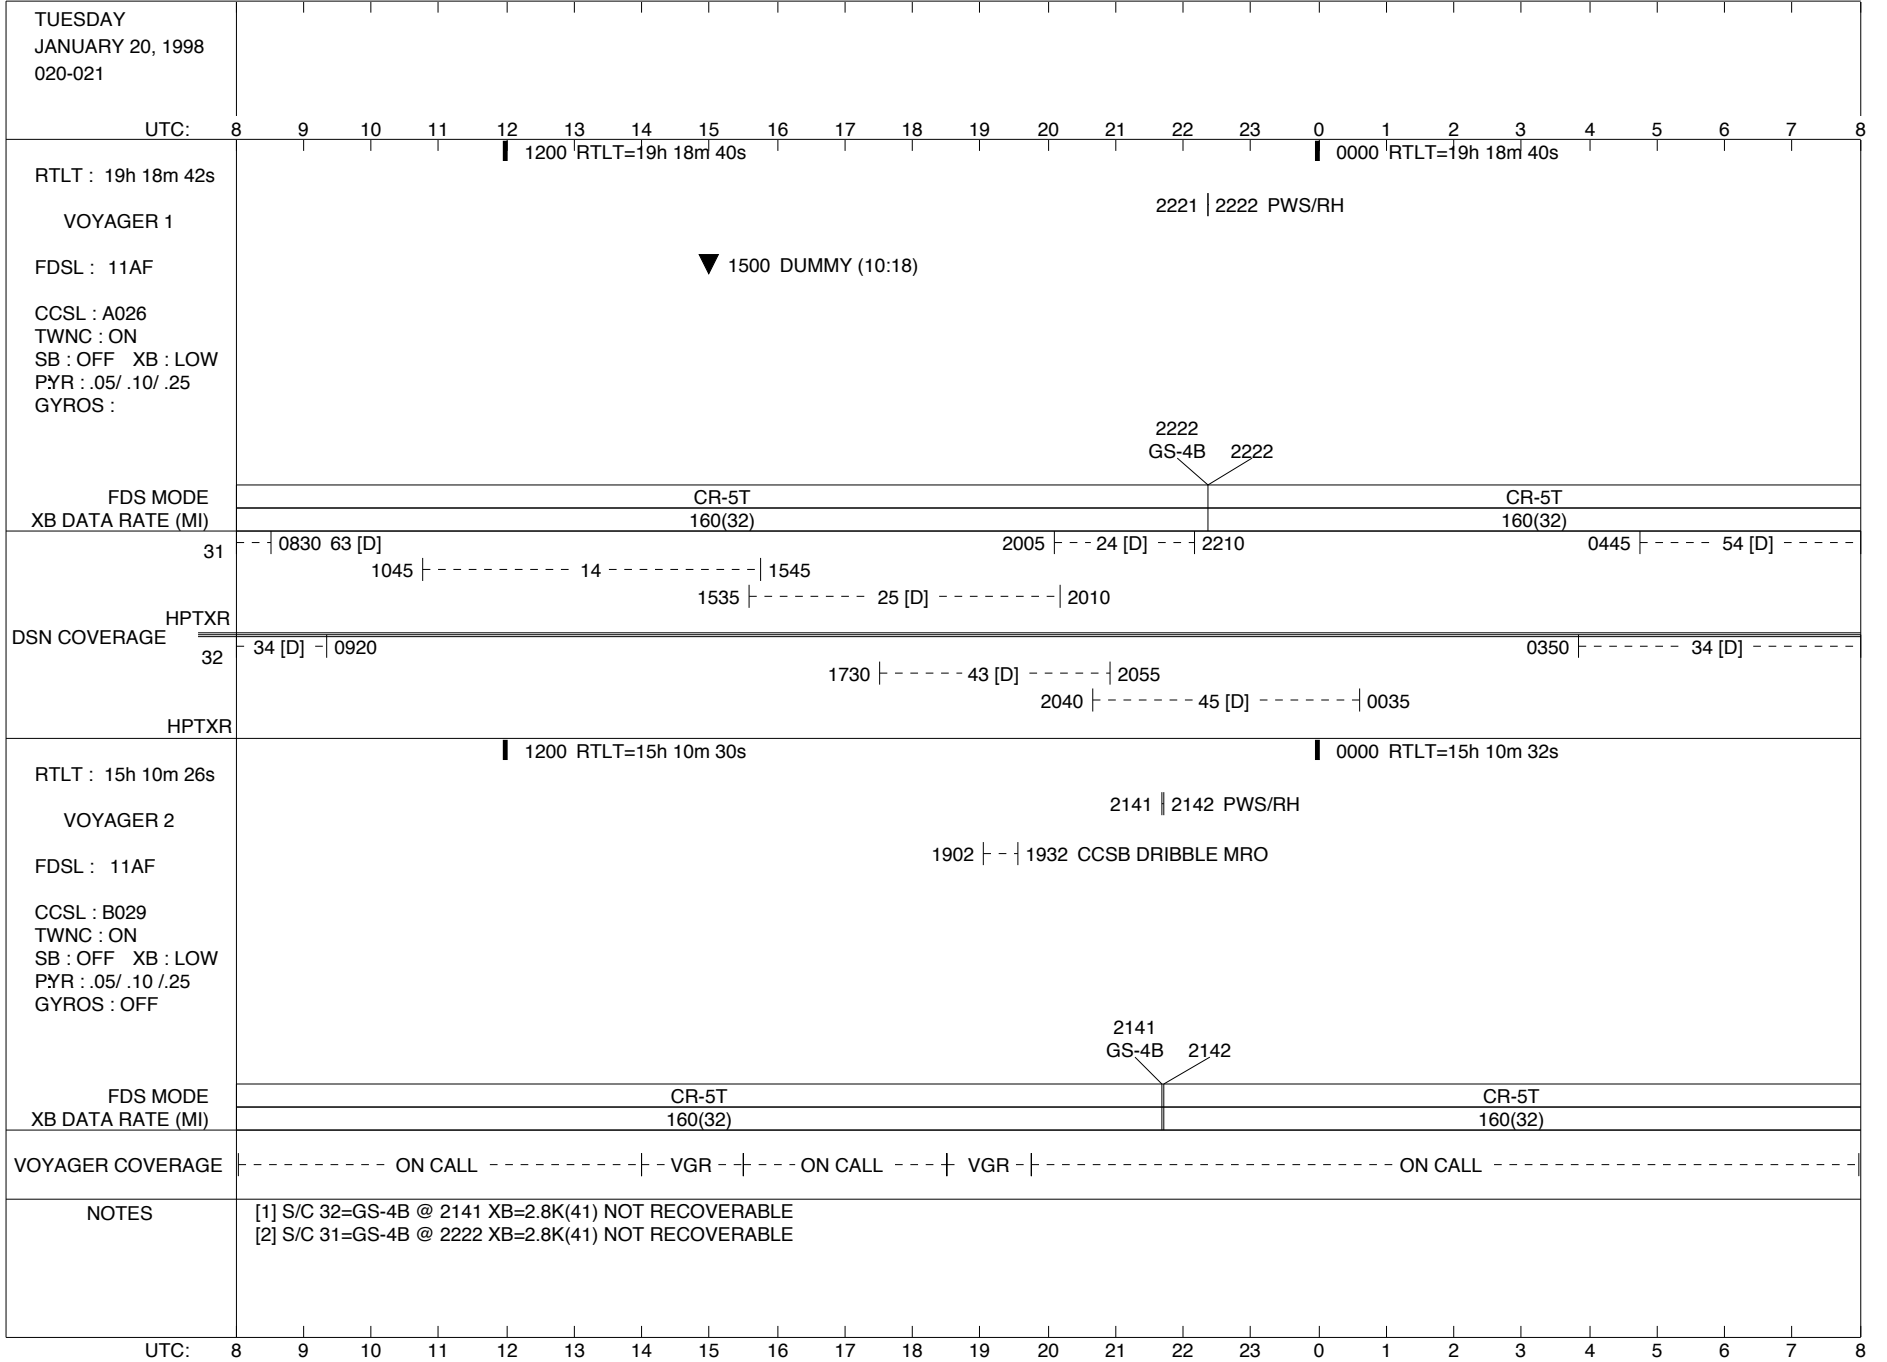 TUESDAY
JANUARY 20, 1998
020-021
UTC: 8 9 10 11 12 13 14 15 16 17 18 19 20 21 22 23 0 1 2 3 4 5 6 7 8
1200 RTLT=19h 18m 40s 0000 RTLT=19h 18m 40s
RTLT : 19h 18m 42s
2221 2222 PWS/RH
VOYAGER 1
FDSL : 11AF
1500 DUMMY (10:18)
CCSL : A026
TWNC : ON
SB : OFF XB : LOW
P:YR : .05/ .10/ .25
GYROS :
2222
GS-4B 2222
FDS MODE CR-5T CR-5T
XB DATA RATE (MI) 160(32) 160(32)
31 0830 63 [D] 2005 24 [D] 2210 0445 54 [D]
1045 14 1545
1535 25 [D] 2010
HPTXR
DSN COVERAGE
32 34 [D] 0920 0350 34 [D]
1730 43 [D] 2055
2040 45 [D] 0035
HPTXR
1200 RTLT=15h 10m 30s 0000 RTLT=15h 10m 32s
RTLT : 15h 10m 26s
2141 2142 PWS/RH
VOYAGER 2
1902 1932 CCSB DRIBBLE MRO
FDSL : 11AF
CCSL : B029
TWNC : ON
SB : OFF XB : LOW
P:YR : .05/ .10 /.25
GYROS : OFF
2141
GS-4B 2142
FDS MODE CR-5T CR-5T
XB DATA RATE (MI) 160(32) 160(32)
VOYAGER COVERAGE ON CALL VGR ON CALL VGR ON CALL
NOTES [1] S/C 32=GS-4B @ 2141 XB=2.8K(41) NOT RECOVERABLE
[2] S/C 31=GS-4B @ 2222 XB=2.8K(41) NOT RECOVERABLE
UTC: 8 9 10 11 12 13 14 15 16 17 18 19 20 21 22 23 0 1 2 3 4 5 6 7 8